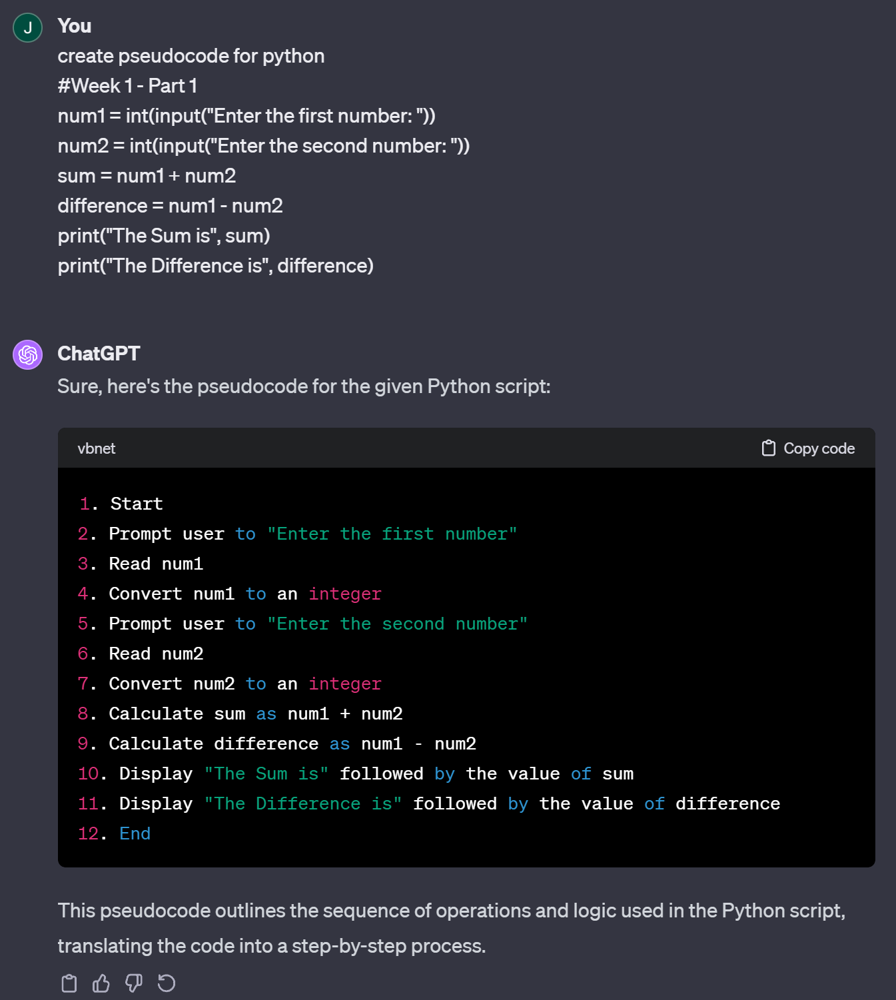 J
You
create pseudocode for python
#Week 1 - Part 1
num1 = int(input("Enter the first number: "))
num2 = int(input("Enter the second number: "))
sum = num1 + num2
difference = num1 - num2
print("The Sum is", sum)
print("The Difference is", difference)
ChatGPT
Sure, here's the pseudocode for the given Python script:
vbnet
Copy code
1. Start
2. Prompt user to "Enter the first number"
3. Read num1
4. Convert num1 to an integer
5. Prompt user to "Enter the second number"
6. Read num2
7. Convert num2 to an integer
8. Calculate sum as num1 + num2
9. Calculate difference as num1 - num2
10. Display "The Sum is" followed by the value of sum
11. Display "The Difference is" followed by the value of difference
12. End
This pseudocode outlines the sequence of operations and logic used in the Python script,
translating the code into a step-by-step process.